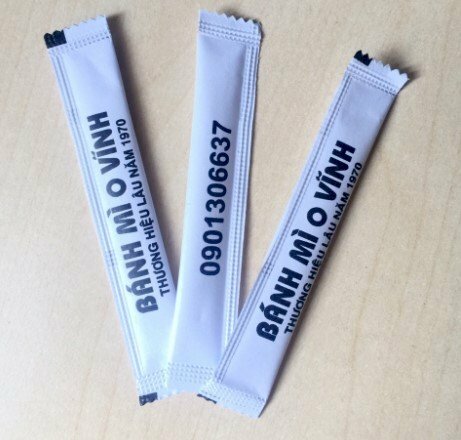 BÁNH MÌ O VĨNH
THƯƠNG HIỆU LÂU NĂM 1970
0901306637
BÁNH MÌ O VĨNH
THƯƠNG HIỆU LÂU NĂM 1970